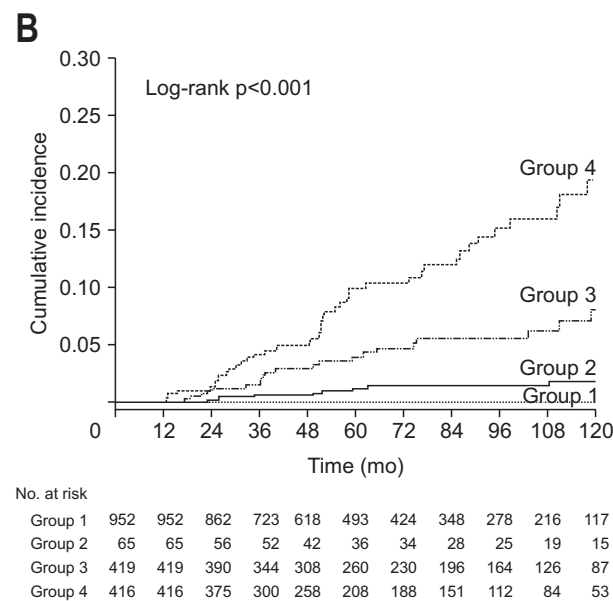 B
0.30
Log-rank p<0.001
0.25
0.20
Group 4
0.15
Cumulative incidence
0.10
Group 3
0.05
Group 2
Group 1
0 12 24 36 48 60 72 84 96 108 120
Time (mo)
No. at risk
Group 1 952 952 862 723 618 493 424 348 278 216 117
Group 2 65 65 56 52 42 36 34 28 25 19 15
Group 3 419 419 390 344 308 260 230 196 164 126 87
Group 4 416 416 375 300 258 208 188 151 112 84 53